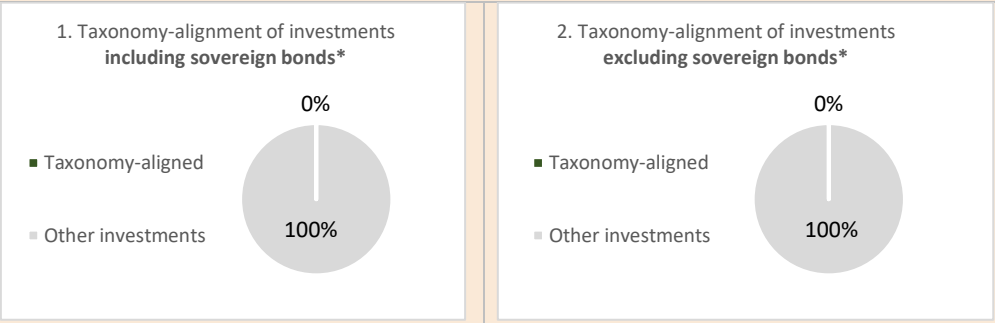 1. Taxonomy-alignment of investments
including sovereign bonds*
0%
Taxonomy-aligned
Other investments
100%
2. Taxonomy-alignment of investments
excluding sovereign bonds*
0%
Taxonomy-aligned
Other investments
100%